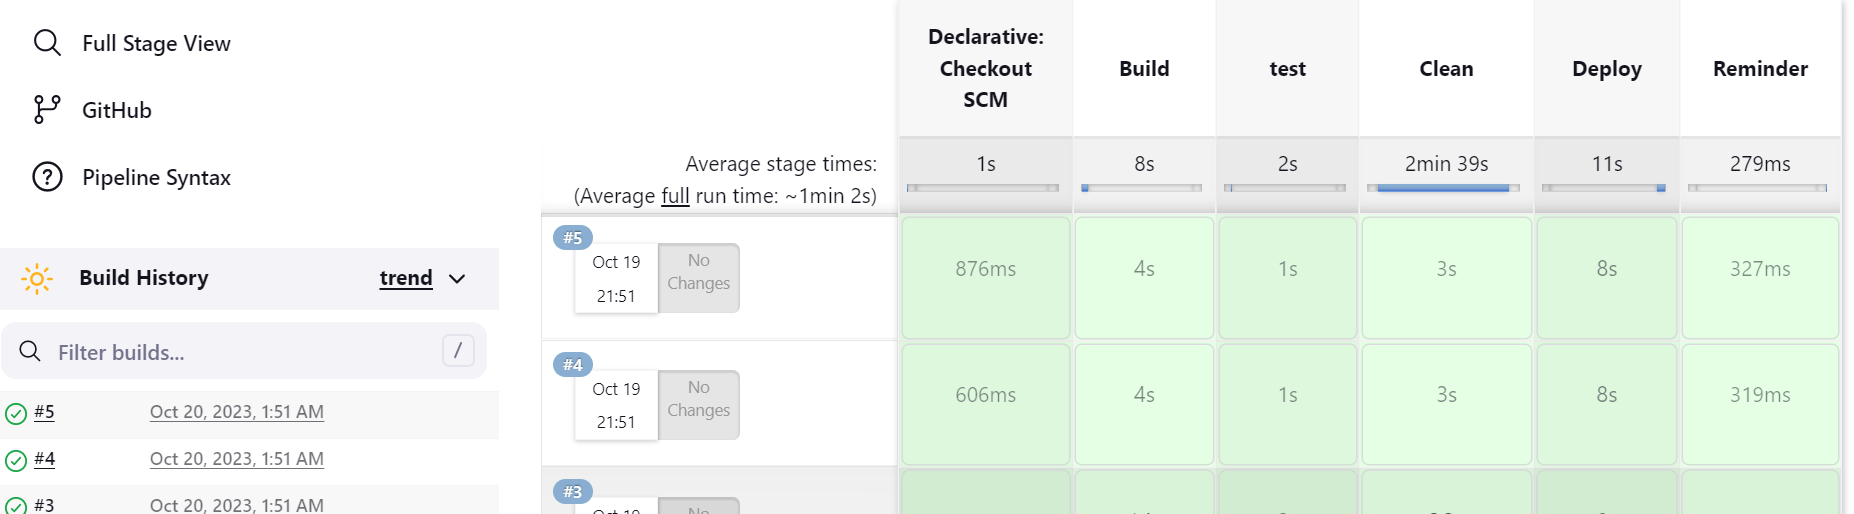 Full Stage View
GitHub
Pipeline Syntax
Build History trend
Filter builds... /
#5 Oct 20, 2023, 1:51 AM
#4 Oct 20, 2023, 1:51 AM
#3 Oct 20, 2023, 1:51 AM
Declarative:
Checkout
SCM
Build
test
Clean
Deploy
Reminder
Average stage times:
(Average full run time: ~1min 2s)
1s 8s 2s 2min 39s 11s 279ms
#5
Oct 19
21:51
No
Changes
876ms 4s 1s 3s 8s 327ms
#4
Oct 19
21:51
No
Changes
606ms 4s 1s 3s 8s 319ms
#3
Oct 19
No